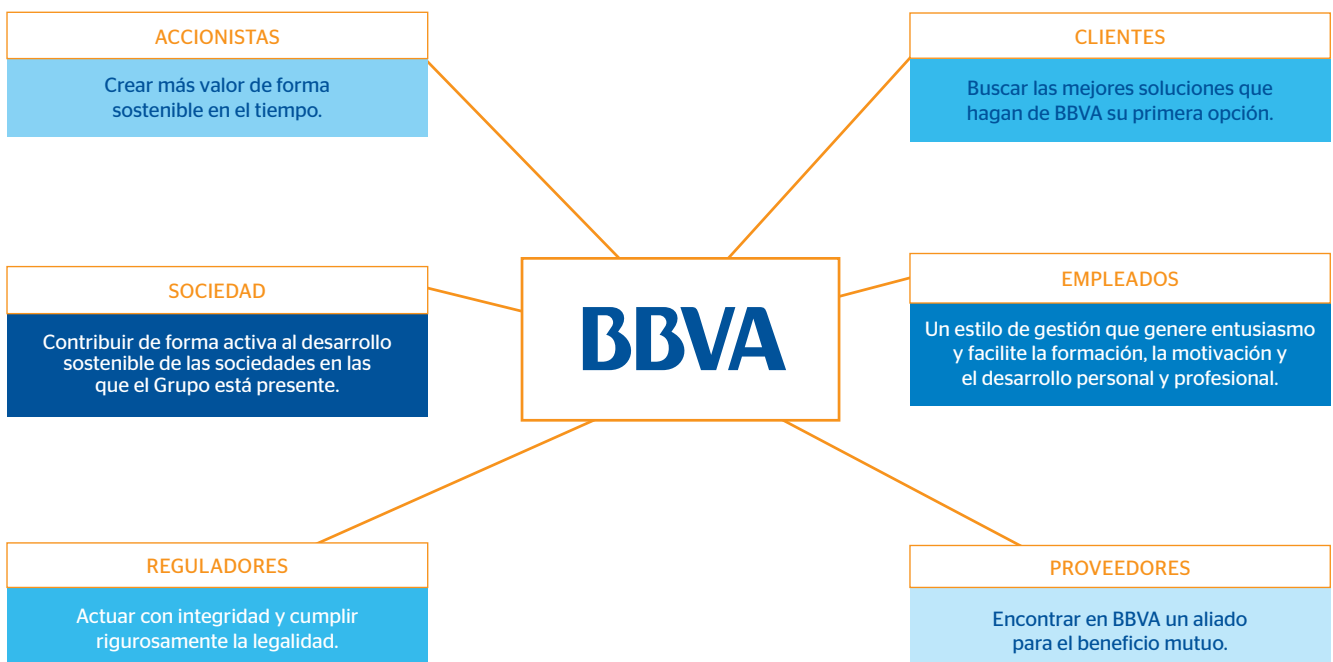 ACCIONISTAS
Crear más valor de forma
sostenible en el tiempo.
CLIENTES
Buscar las mejores soluciones que
hagan de BBVA su primera opción.
SOCIEDAD
Contribuir de forma activa al desarrollo
sostenible de las sociedades en las
que el Grupo está presente.
BBVA
EMPLEADOS
Un estilo de gestión que genere entusiasmo
y facilite la formación, la motivación y
el desarrollo personal y profesional.
REGULADORES
Actuar con integridad y cumplir
rigurosamente la legalidad.
PROVEEDORES
Encontrar en BBVA un aliado
para el beneficio mutuo.